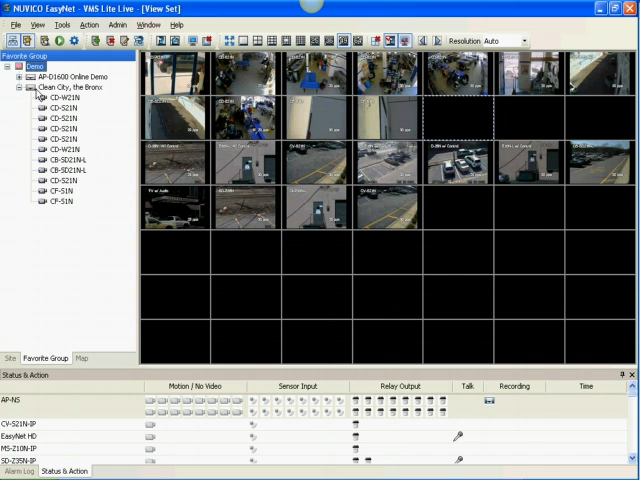 NUVICO EasyNet - VMS Lite Live - [View Set]
File View Tools Action Admin Window Help
Resolution Auto
Favorite Group
Demo
AP-D1600 Online Demo
Clean City, the Bronx
CD-W21N
CD-S21N
CD-S21N
CD-S21N
CD-S21N
CD-W21N
CB-SD21N-L
CB-SD21N-L
CD-S21N
CF-S1N
CF-S1N
Site Favorite Group Map
Status & Action
Motion / No Video Sensor Input Relay Output Talk Recording Time
AP-NS
CV-S21N-IP
EasyNet HD
MS-Z10N-IP
SD-Z35N-IP
Alarm Log Status & Action